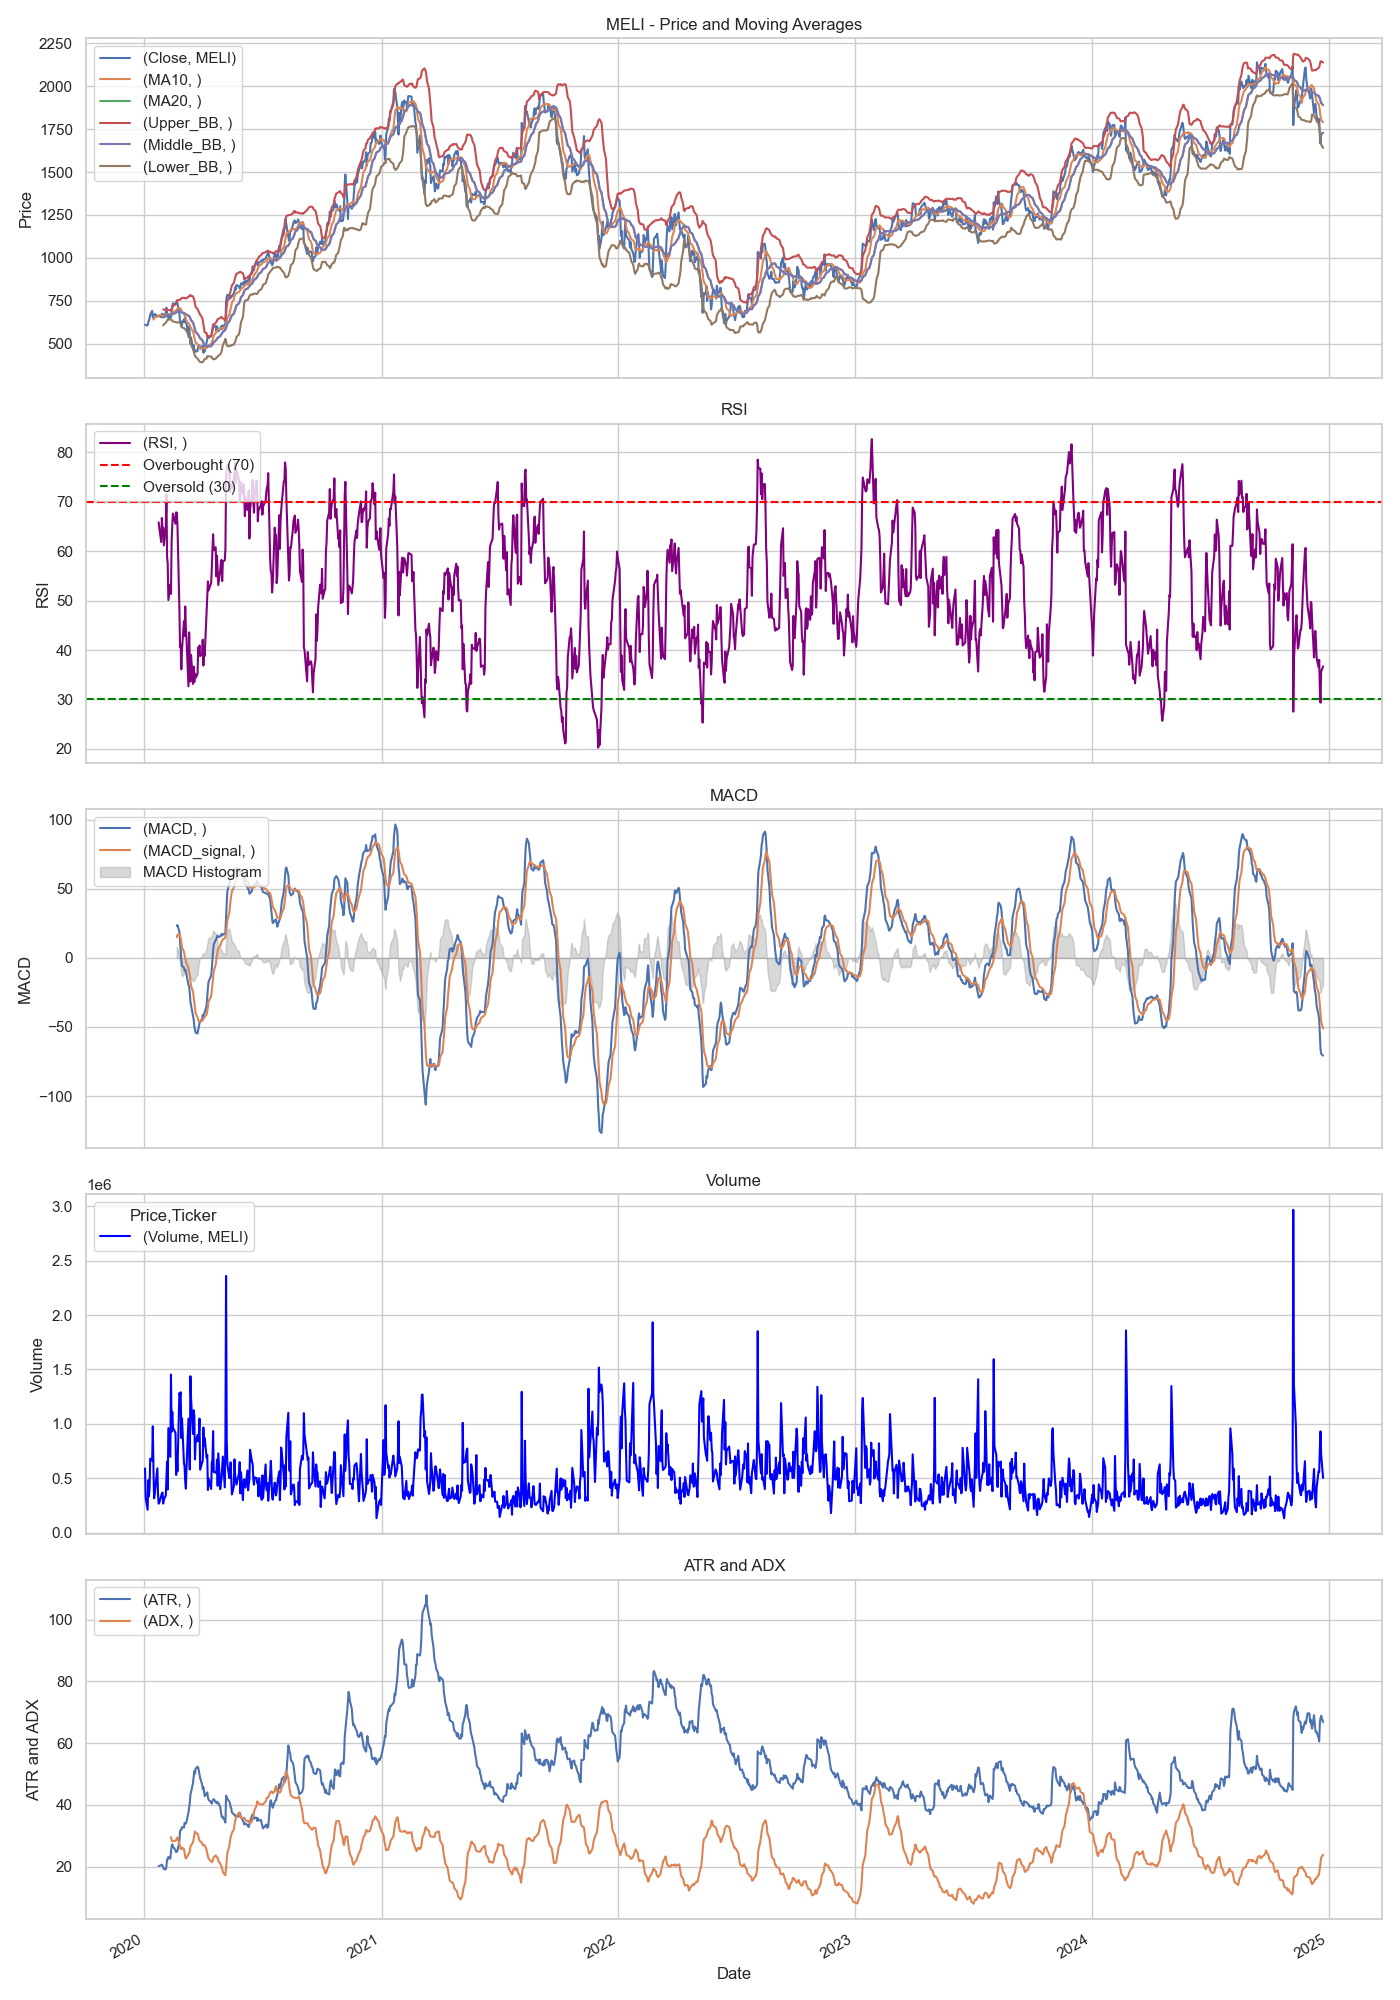 MELI - Price and Moving Averages
2250
2000
1750
1500
1250
1000
750
500
Price
(Close, MELI)
(MA10, )
(MA20, )
(Upper_BB, )
(Middle_BB, )
(Lower_BB, )
RSI
80
70
60
50
40
30
20
RSI
(RSI, )
Overbought (70)
Oversold (30)
MACD
100
50
0
−50
−100
MACD
(MACD, )
(MACD_signal, )
MACD Histogram
Volume
1e6
3.0
2.5
2.0
1.5
1.0
0.5
0.0
Volume
Price,Ticker
(Volume, MELI)
ATR and ADX
100
80
60
40
20
ATR and ADX
(ATR, )
(ADX, )
2020
2021
2022
2023
2024
2025
Date